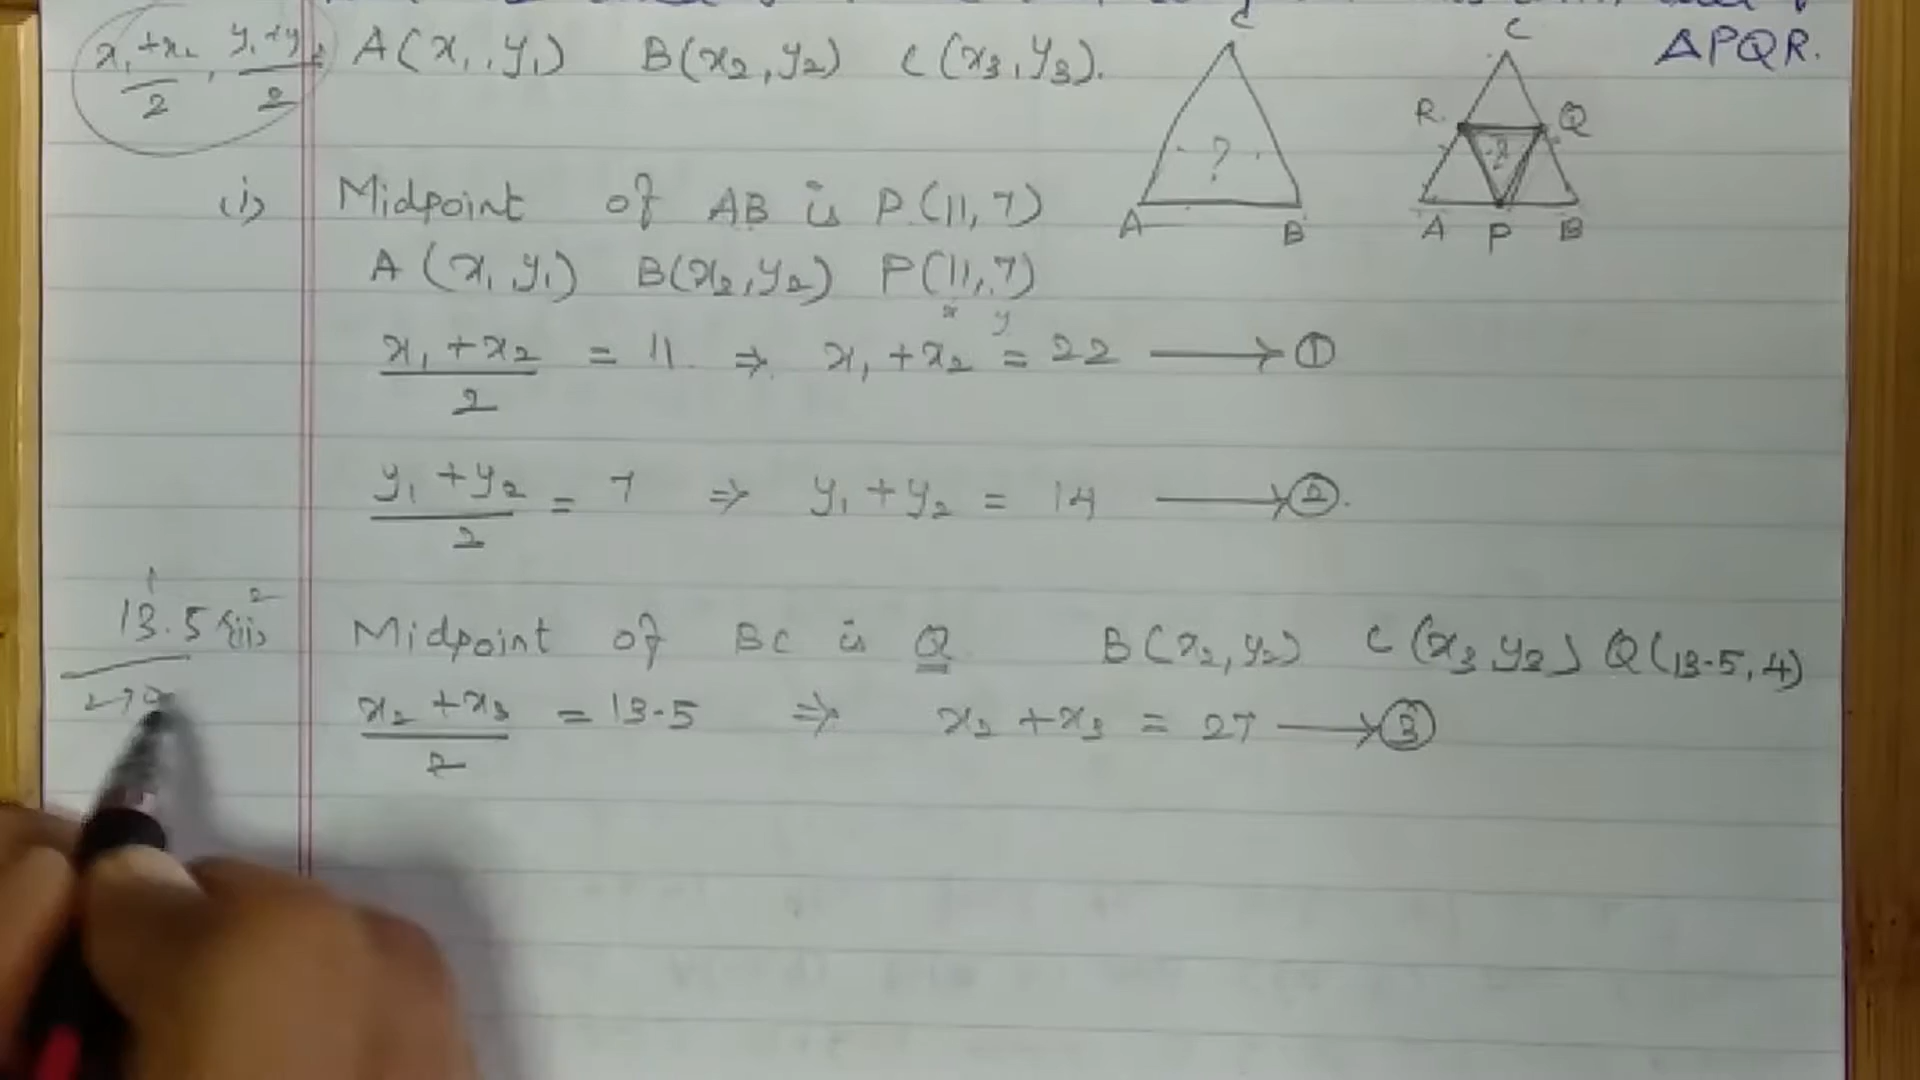 ΔPQR.
x₁+x₂/2, y₁+y₂/2
A(x₁,y₁) B(x₂,y₂) C(x₃,y₃).
C
A B
?
C
R. Q
A P B
(i) Midpoint of AB is P(11,7)
A(x₁ y₁) B(x₂,y₂) P(11,7)
x y
x₁+x₂/2 = 11. ⇒ x₁+x₂ = 22 ⟶ ①
y₁+y₂/2 = 7 ⇒ y₁+y₂ = 14 ⟶ ②.
(ii) Midpoint of BC is Q B(x₂,y₂) C(x₃ y₃) Q(13.5,4)
x₂+x₃/2 = 13.5 ⇒ x₂+x₃ = 27 ⟶ ③
1
13.5 2
27